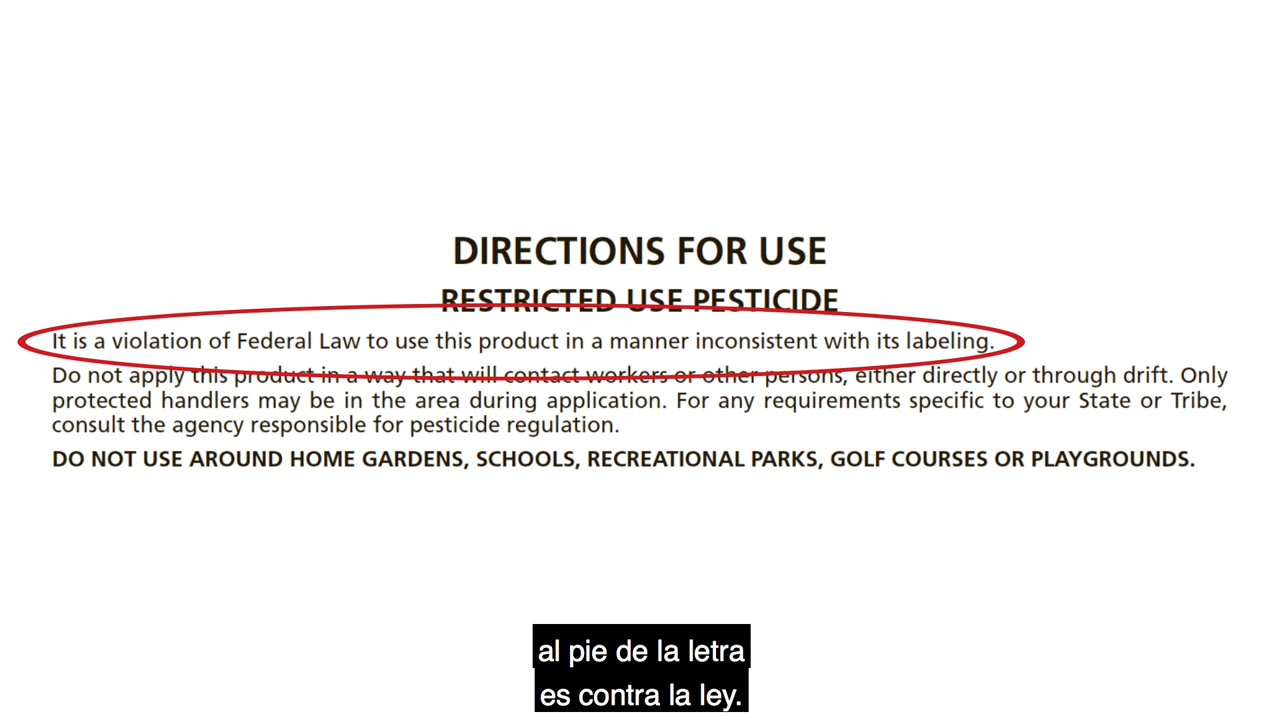 DIRECTIONS FOR USE
RESTRICTED USE PESTICIDE
It is a violation of Federal Law to use this product in a manner inconsistent with its labeling.
Do not apply this product in a way that will contact workers or other persons, either directly or through drift. Only
protected handlers may be in the area during application. For any requirements specific to your State or Tribe,
consult the agency responsible for pesticide regulation.
DO NOT USE AROUND HOME GARDENS, SCHOOLS, RECREATIONAL PARKS, GOLF COURSES OR PLAYGROUNDS.
al pie de la letra
es contra la ley.